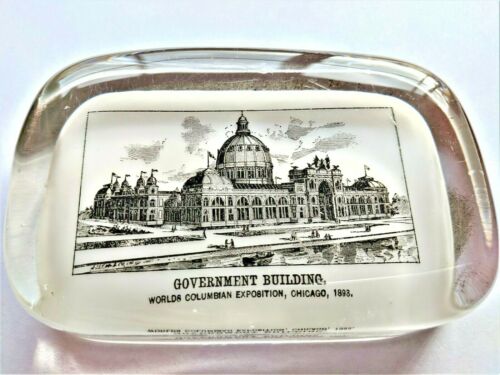 GOVERNMENT BUILDING,
WORLDS COLUMBIAN EXPOSITION, CHICAGO, 1893.